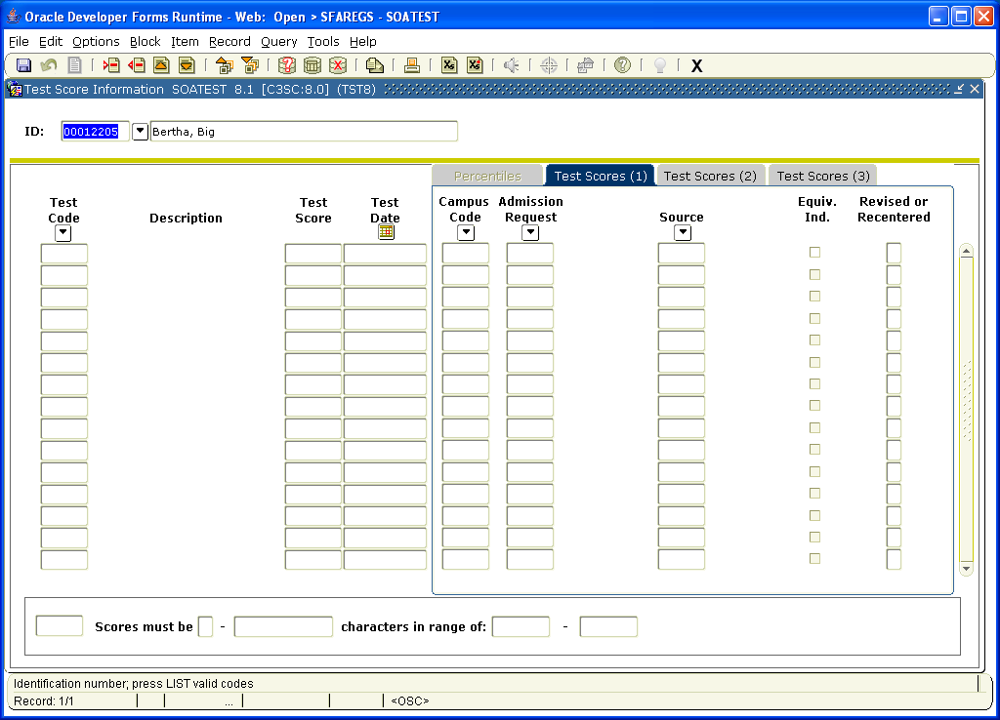 Oracle Developer Forms Runtime - Web: Open > SFAREGS - SOATEST
File Edit Options Block Item Record Query Tools Help
X
Test Score Information SOATEST 8.1 [C3SC:8.0] (TST8)
ID: 00012205 Bertha, Big
Percentiles Test Scores (1) Test Scores (2) Test Scores (3)
Test Test Test Campus Admission Equiv. Revised or
Code Description Score Date Code Request Source Ind. Recentered
Scores must be - characters in range of: -
Identification number; press LIST valid codes
Record: 1/1 ... <OSC>